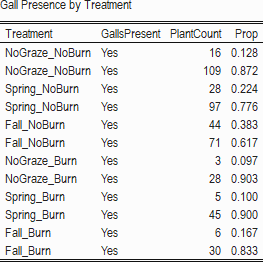 Gall Presence by Treatment
Treatment GallsPresent PlantCount Prop
NoGraze_NoBurn Yes 16 0.128
NoGraze_NoBurn Yes 109 0.872
Spring_NoBurn Yes 28 0.224
Spring_NoBurn Yes 97 0.776
Fall_NoBurn Yes 44 0.383
Fall_NoBurn Yes 71 0.617
NoGraze_Burn Yes 3 0.097
NoGraze_Burn Yes 28 0.903
Spring_Burn Yes 5 0.100
Spring_Burn Yes 45 0.900
Fall_Burn Yes 6 0.167
Fall_Burn Yes 30 0.833